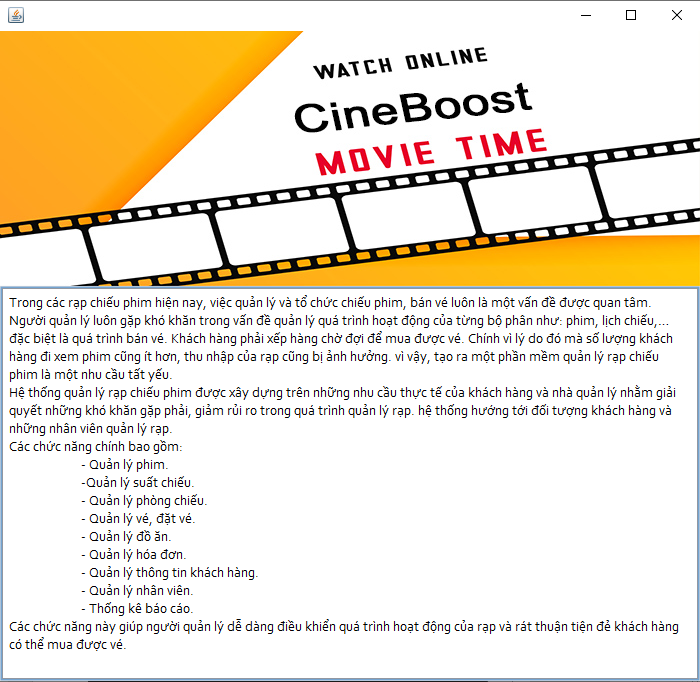 WATCH ONLINE
CineBoost
MOVIE TIME
Trong các rạp chiếu phim hiện nay, việc quản lý và tổ chức chiếu phim, bán vé luôn là một vấn đề được quan tâm.
Người quản lý luôn gặp khó khăn trong vấn đề quản lý quá trình hoạt động của từng bộ phân như: phim, lịch chiếu,...
đặc biệt là quá trình bán vé. Khách hàng phải xếp hàng chờ đợi để mua được vé. Chính vì lý do đó mà số lượng khách
hàng đi xem phim cũng ít hơn, thu nhập của rạp cũng bị ảnh hưởng. vì vậy, tạo ra một phần mềm quản lý rạp chiếu
phim là một nhu cầu tất yếu.
Hệ thống quản lý rạp chiếu phim được xây dựng trên những nhu cầu thực tế của khách hàng và nhà quản lý nhằm giải
quyết những khó khăn gặp phải, giảm rủi ro trong quá trình quản lý rạp. hệ thống hướng tới đối tượng khách hàng và
những nhân viên quản lý rạp.
Các chức năng chính bao gồm:
- Quản lý phim.
-Quản lý suất chiếu.
- Quản lý phòng chiếu.
- Quản lý vé, đặt vé.
- Quản lý đồ ăn.
- Quản lý hóa đơn.
- Quản lý thông tin khách hàng.
- Quản lý nhân viên.
- Thống kê báo cáo.
Các chức năng này giúp người quản lý dễ dàng điều khiển quá trình hoạt động của rạp và rát thuận tiện đẻ khách hàng
có thể mua được vé.